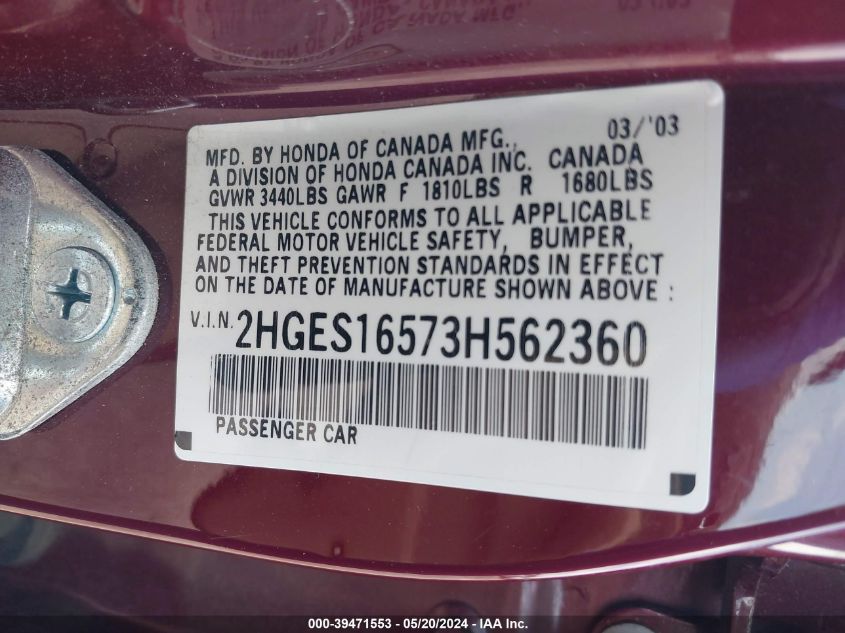 03/'03
MFD. BY HONDA OF CANADA MFG.,
A DIVISION OF HONDA CANADA INC. CANADA
GVWR 3440LBS GAWR F 1810LBS R 1680LBS
THIS VEHICLE CONFORMS TO ALL APPLICABLE
FEDERAL MOTOR VEHICLE SAFETY, BUMPER,
AND THEFT PREVENTION STANDARDS IN EFFECT
ON THE DATE OF MANUFACTURE SHOWN ABOVE :
V.I.N. 2HGES16573H562360
PASSENGER CAR
000-39471553 - 05/20/2024 - IAA Inc.